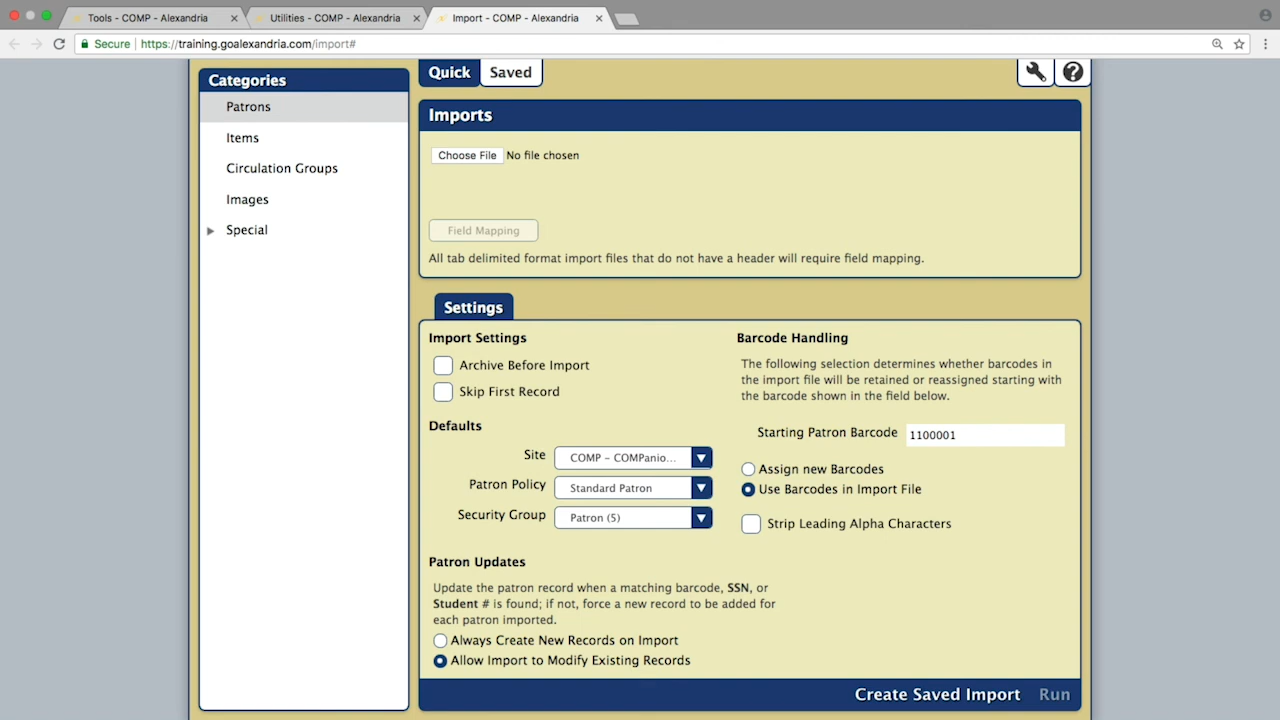 Tools - COMP - Alexandria
Utilities - COMP - Alexandria
Import - COMP - Alexandria
Secure
https://training.goalexandria.com/import#
Categories
Patrons
Items
Circulation Groups
Images
Special
Quick
Saved
?
Imports
Choose File No file chosen
Field Mapping
All tab delimited format import files that do not have a header will require field mapping.
Settings
Import Settings
Archive Before Import
Skip First Record
Defaults
Site COMP - COMPanio...
Patron Policy Standard Patron
Security Group Patron (5)
Patron Updates
Update the patron record when a matching barcode, SSN, or
Student # is found; if not, force a new record to be added for
each patron imported.
Always Create New Records on Import
Allow Import to Modify Existing Records
Barcode Handling
The following selection determines whether barcodes in
the import file will be retained or reassigned starting with
the barcode shown in the field below.
Starting Patron Barcode 1100001
Assign new Barcodes
Use Barcodes in Import File
Strip Leading Alpha Characters
Create Saved Import
Run